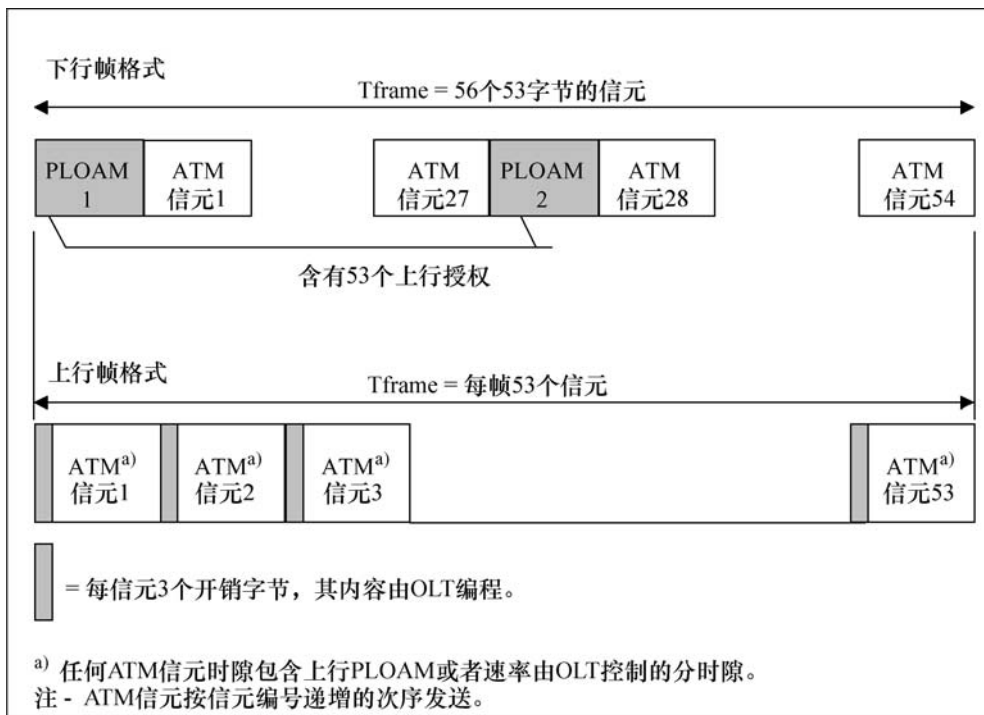 下行帧格式
Tframe = 56个53字节的信元
PLOAM
1
ATM
信元1
ATM
信元27
PLOAM
2
ATM
信元28
ATM
信元54
含有53个上行授权
上行帧格式
Tframe = 每帧53个信元
ATMa)
信元1
ATMa)
信元2
ATMa)
信元3
ATMa)
信元53
= 每信元3个开销字节，其内容由OLT编程。
a) 任何ATM信元时隙包含上行PLOAM或者速率由OLT控制的分时隙。
注 - ATM信元按信元编号递增的次序发送。